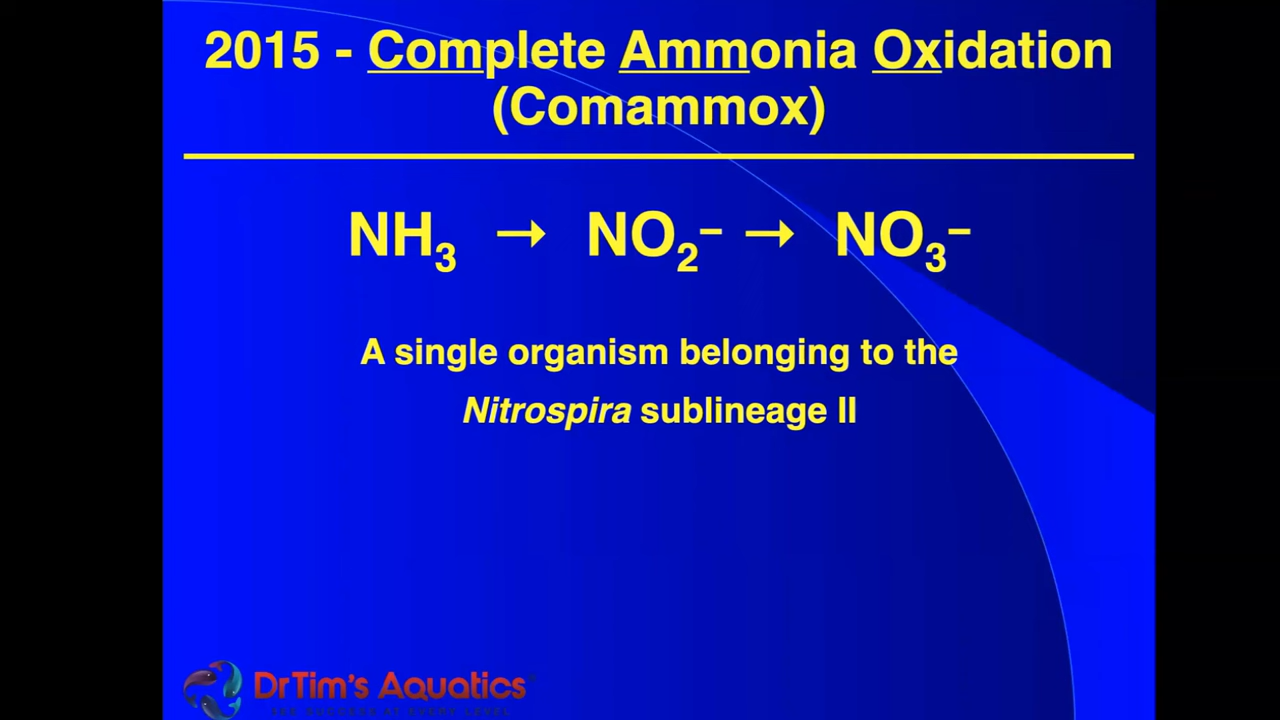 2015 - Complete Ammonia Oxidation
(Comammox)
NH₃ → NO₂⁻ → NO₃⁻
A single organism belonging to the
Nitrospira sublineage II
DrTim's Aquatics